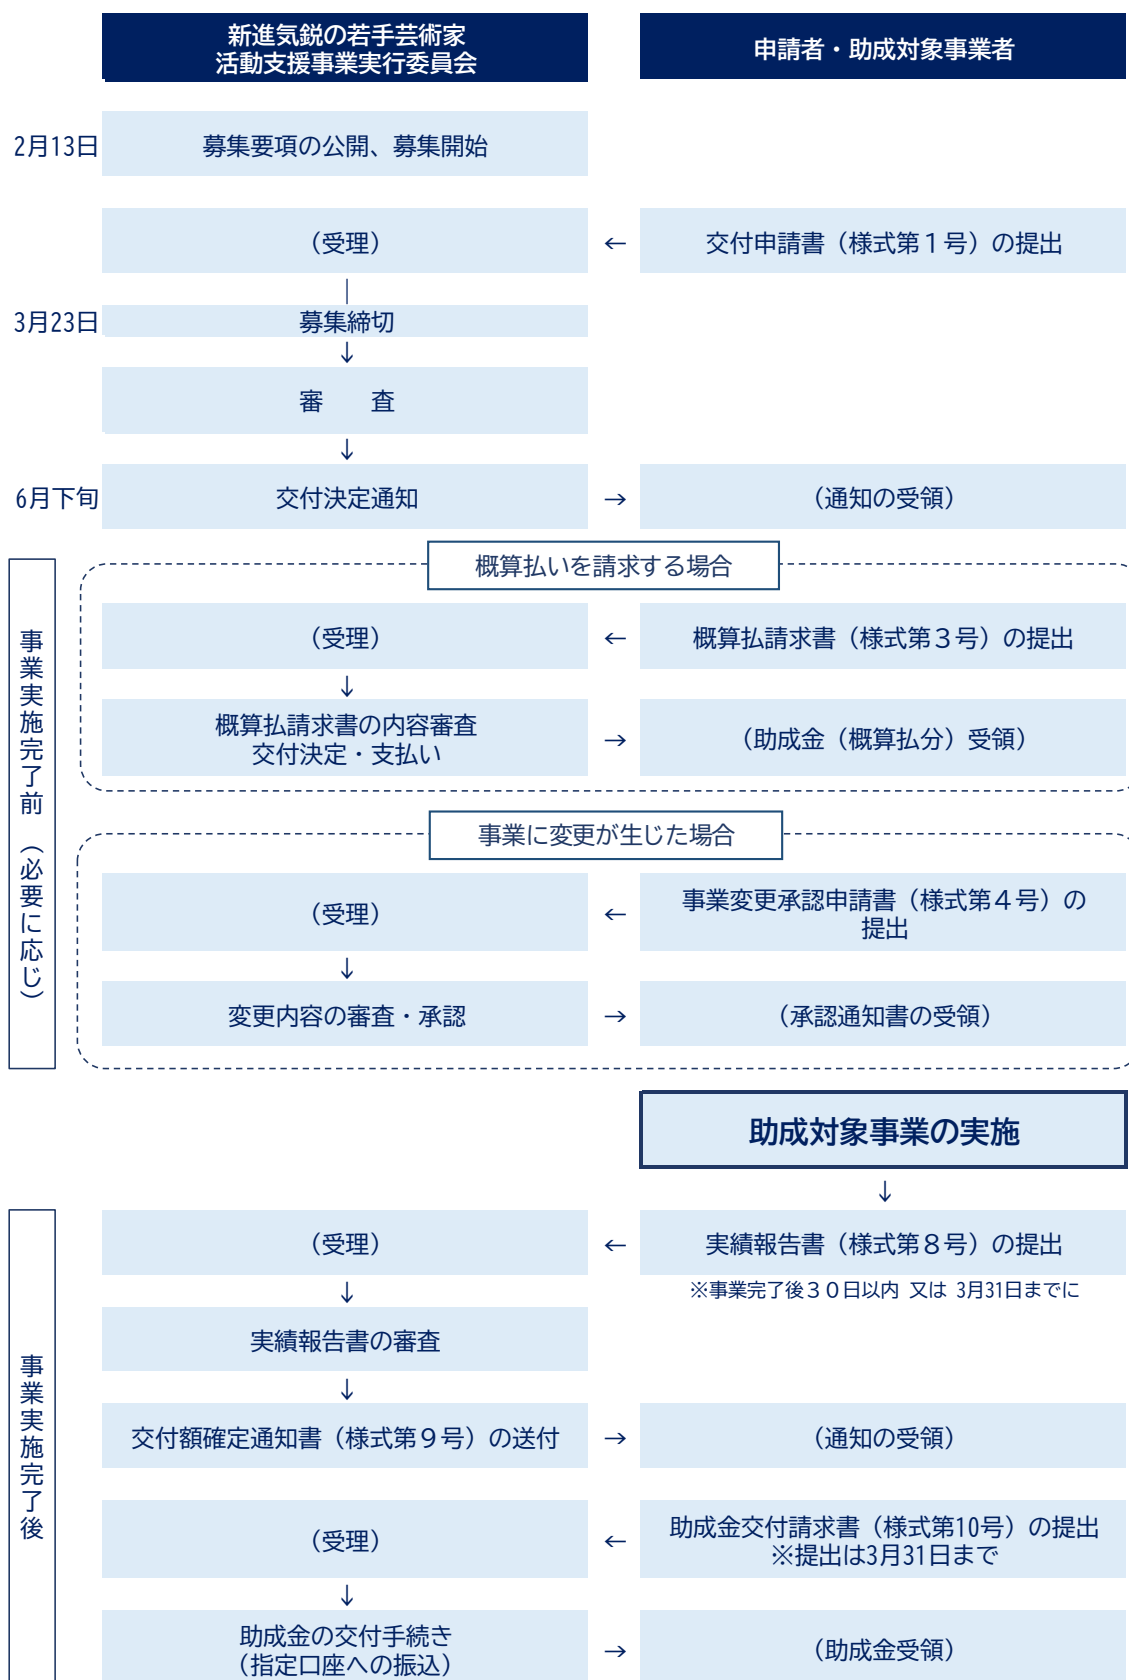 新進気鋭の若手芸術家
活動支援事業実行委員会
申請者・助成対象事業者
2月13日
募集要項の公開、募集開始
（受理）
←
交付申請書（様式第１号）の提出
3月23日
募集締切
↓
審　　査
↓
6月下旬
交付決定通知
→
（通知の受領）
事業実施完了前（必要に応じ）
概算払いを請求する場合
（受理）
←
概算払請求書（様式第３号）の提出
↓
概算払請求書の内容審査
交付決定・支払い
→
（助成金（概算払分）受領）
事業に変更が生じた場合
（受理）
←
事業変更承認申請書（様式第４号）の
提出
↓
変更内容の審査・承認
→
（承認通知書の受領）
助成対象事業の実施
↓
事業実施完了後
（受理）
←
実績報告書（様式第８号）の提出
※事業完了後３０日以内 又は 3月31日までに
↓
実績報告書の審査
↓
交付額確定通知書（様式第９号）の送付
→
（通知の受領）
（受理）
←
助成金交付請求書（様式第10号）の提出
※提出は3月31日まで
↓
助成金の交付手続き
（指定口座への振込）
→
（助成金受領）